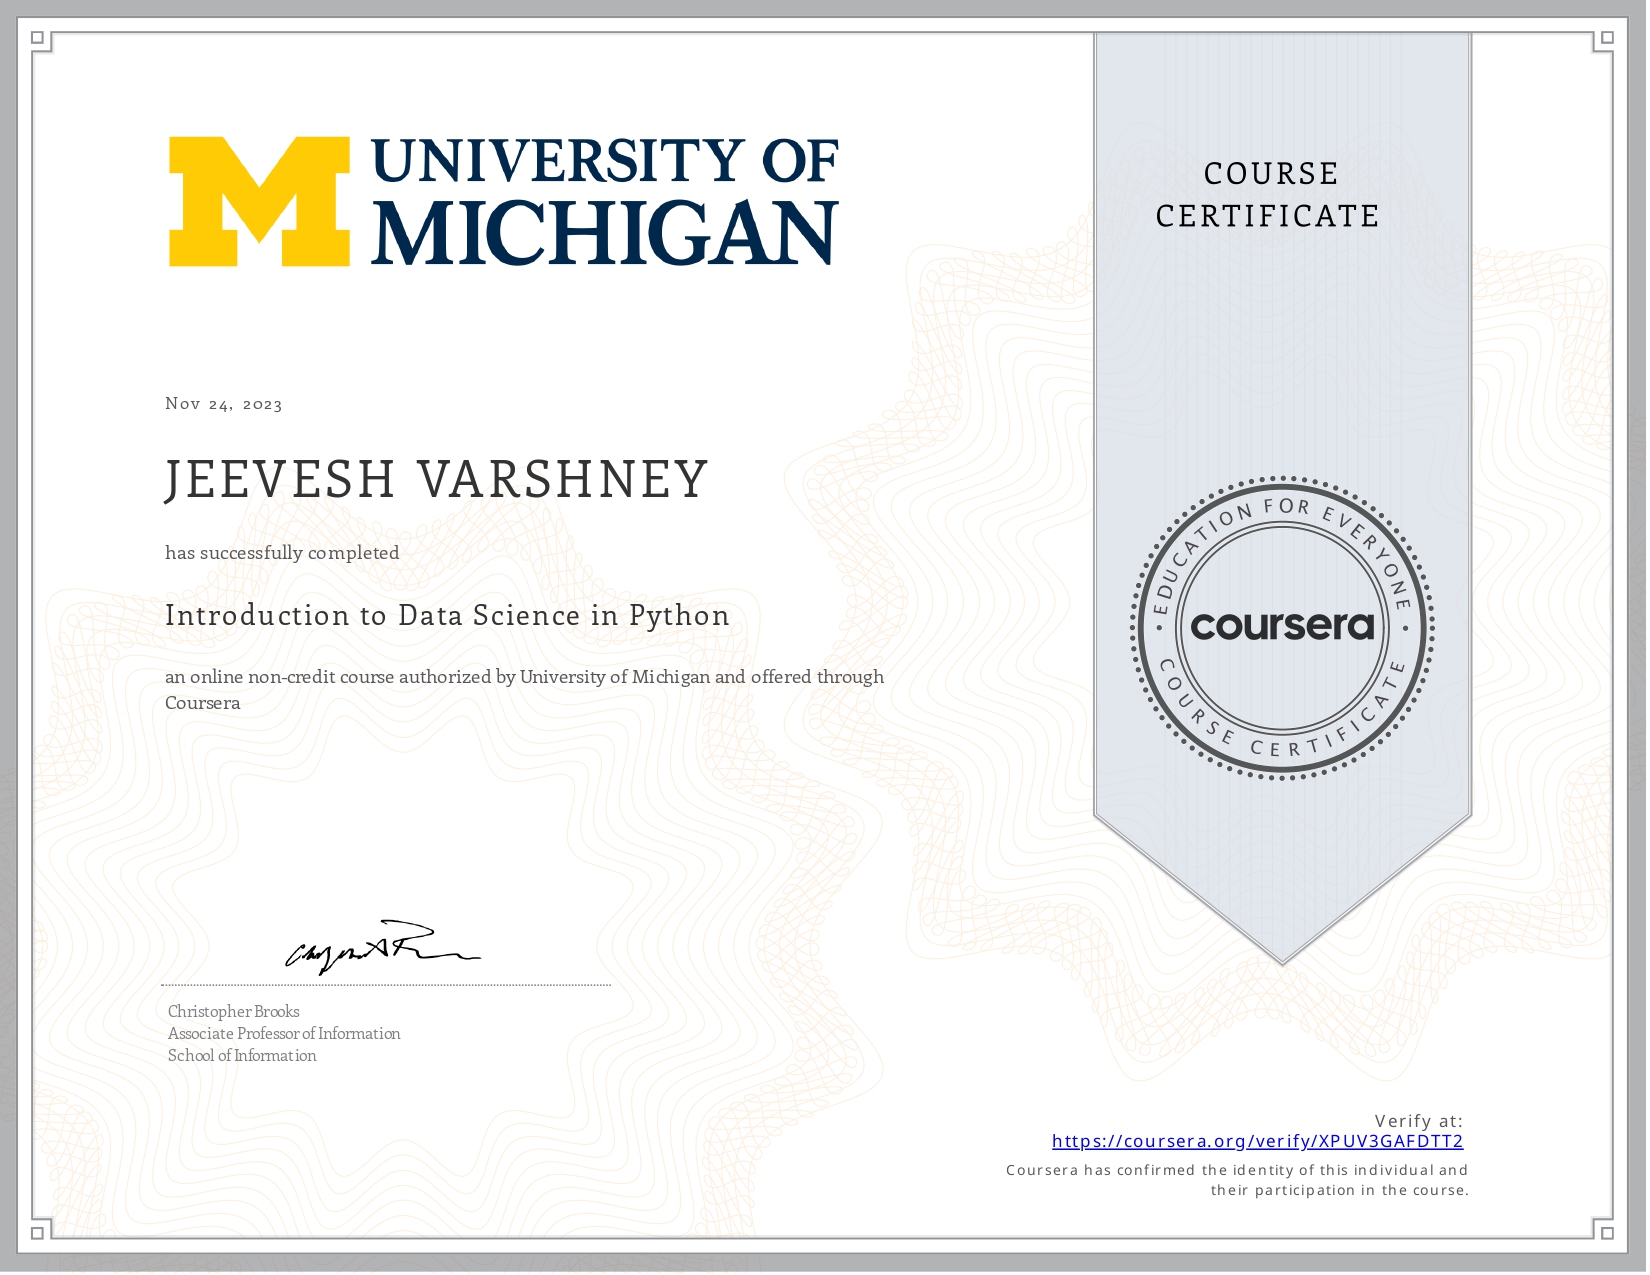 UNIVERSITY OF
MICHIGAN
COURSE
CERTIFICATE
Nov 24, 2023
JEEVESH VARSHNEY
has successfully completed
Introduction to Data Science in Python
an online non-credit course authorized by University of Michigan and offered through
Coursera
• EDUCATION FOR EVERYONE •
coursera
COURSE CERTIFICATE
Christopher Brooks
Associate Professor of Information
School of Information
Verify at:
https://coursera.org/verify/XPUV3GAFDTT2
Coursera has confirmed the identity of this individual and
their participation in the course.